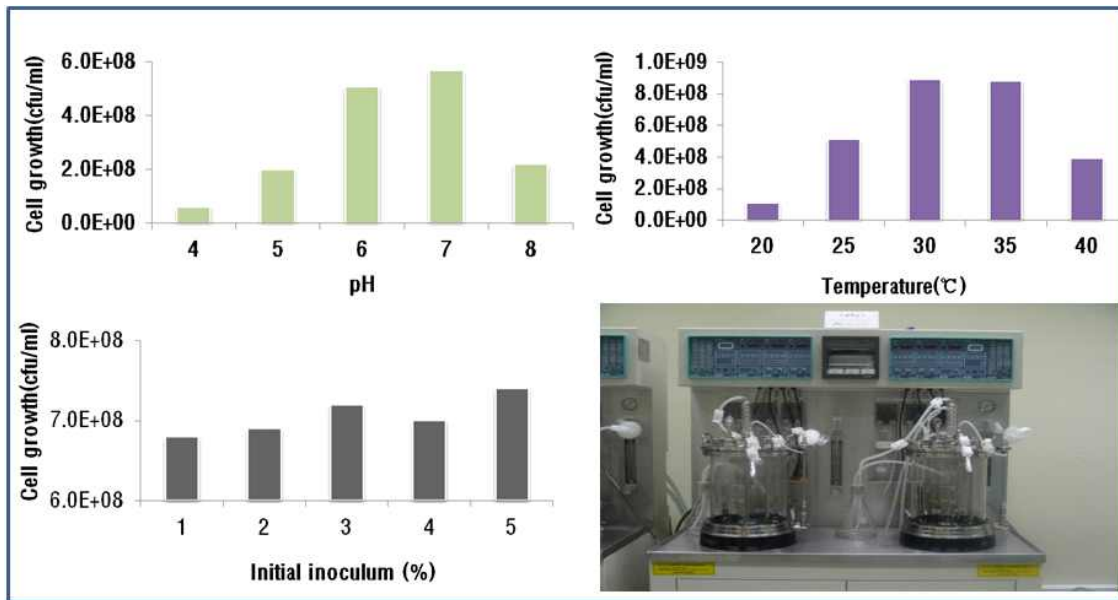 Cell growth(cfu/ml)
6.0E+08
4.0E+08
2.0E+08
0.0E+00
4 5 6 7 8
pH
Cell growth(cfu/ml)
1.0E+09
8.0E+08
6.0E+08
4.0E+08
2.0E+08
0.0E+00
20 25 30 35 40
Temperature(℃)
Cell growth(cfu/ml)
8.0E+08
7.0E+08
6.0E+08
1 2 3 4 5
Initial inoculum (%)